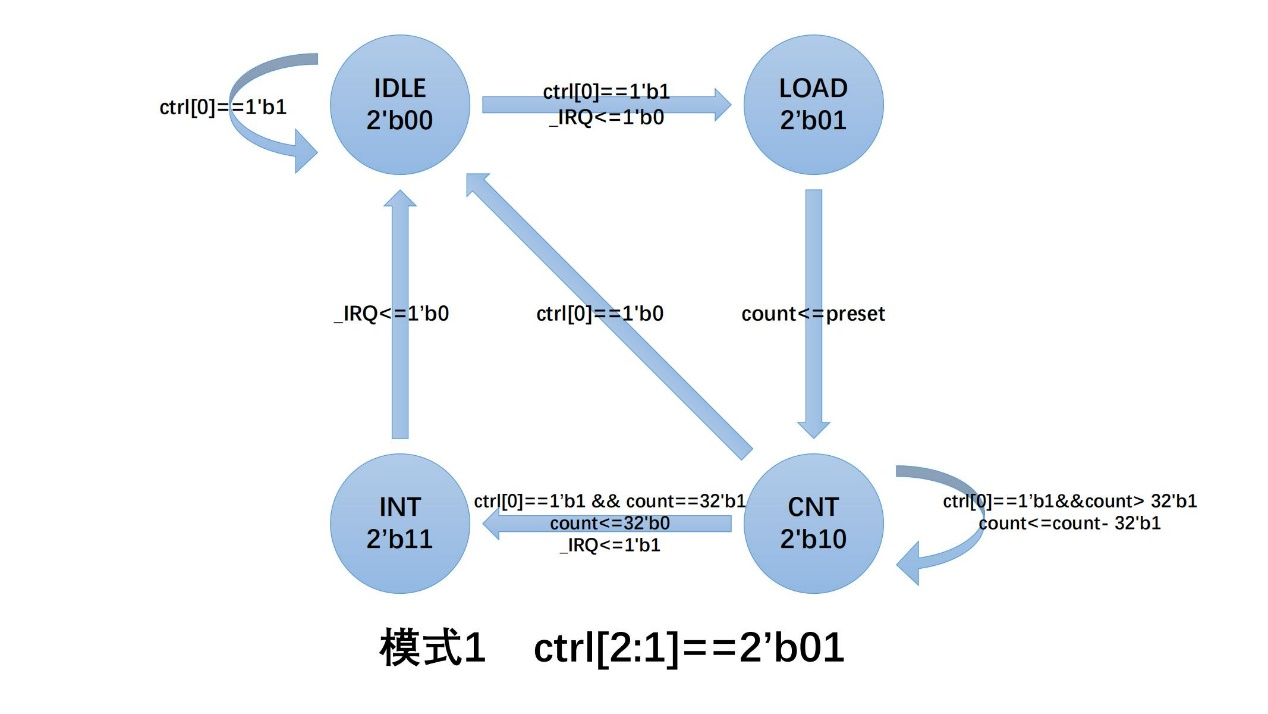 IDLE
2'b00
ctrl[0]==1'b1
ctrl[0]==1'b1
_IRQ<=1'b0
LOAD
2’b01
_IRQ<=1’b0
ctrl[0]==1'b0
count<=preset
INT
2’b11
ctrl[0]==1’b1 && count==32'b1
count<=32'b0
_IRQ<=1'b1
CNT
2'b10
ctrl[0]==1’b1&&count> 32'b1
count<=count- 32'b1
模式1 ctrl[2:1]==2’b01